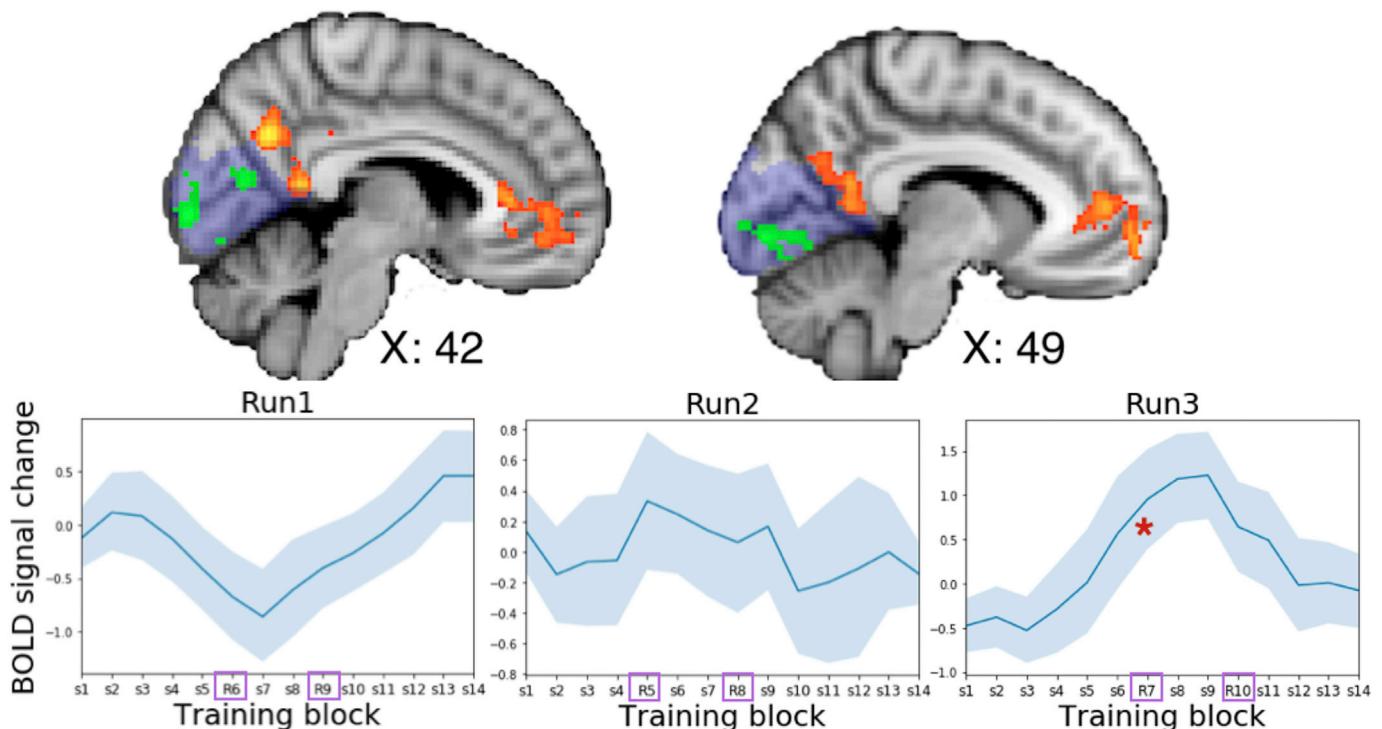 X: 42
X: 49
Run1
Run2
Run3
BOLD signal change
0.5
0.0
−0.5
−1.0
0.8
0.6
0.4
0.2
0.0
−0.2
−0.4
−0.6
−0.8
1.5
1.0
0.5
0.0
−0.5
−1.0
*
s1 s2 s3 s4 s5 R6 s7 s8 R9 s10 s11 s12 s13 s14
s1 s2 s3 s4 R5 s6 s7 R8 s9 s10 s11 s12 s13 s14
s1 s2 s3 s4 s5 s6 R7 s8 s9 R10 s11 s12 s13 s14
Training block
Training block
Training block